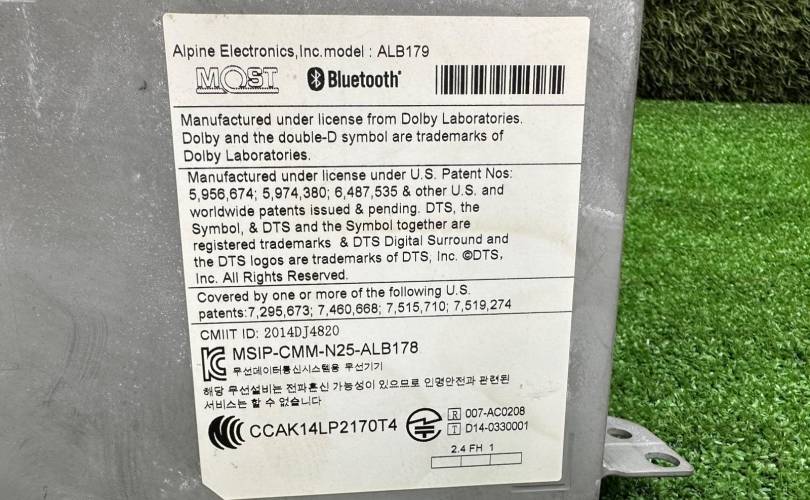 Alpine Electronics,Inc.model : ALB179
MOST Bluetooth®
Manufactured under license from Dolby Laboratories.
Dolby and the double-D symbol are trademarks of
Dolby Laboratories.
Manufactured under license under U.S. Patent Nos:
5,956,674; 5,974,380; 6,487,535 & other U.S. and
worldwide patents issued & pending. DTS, the
Symbol, & DTS and the Symbol together are
registered trademarks & DTS Digital Surround and
the DTS logos are trademarks of DTS, Inc. ©DTS,
Inc. All Rights Reserved.
Covered by one or more of the following U.S.
patents:7,295,673; 7,460,668; 7,515,710; 7,519,274
CMIIT ID: 2014DJ4820
MSIP-CMM-N25-ALB178
무선데이터통신시스템용 무선기기
해당 무선설비는 전파혼신 가능성이 있으므로 인명안전과 관련된
서비스는 할 수 없습니다
CCAK14LP2170T4
R 007-AC0208
T D14-0330001
2.4 FH 1